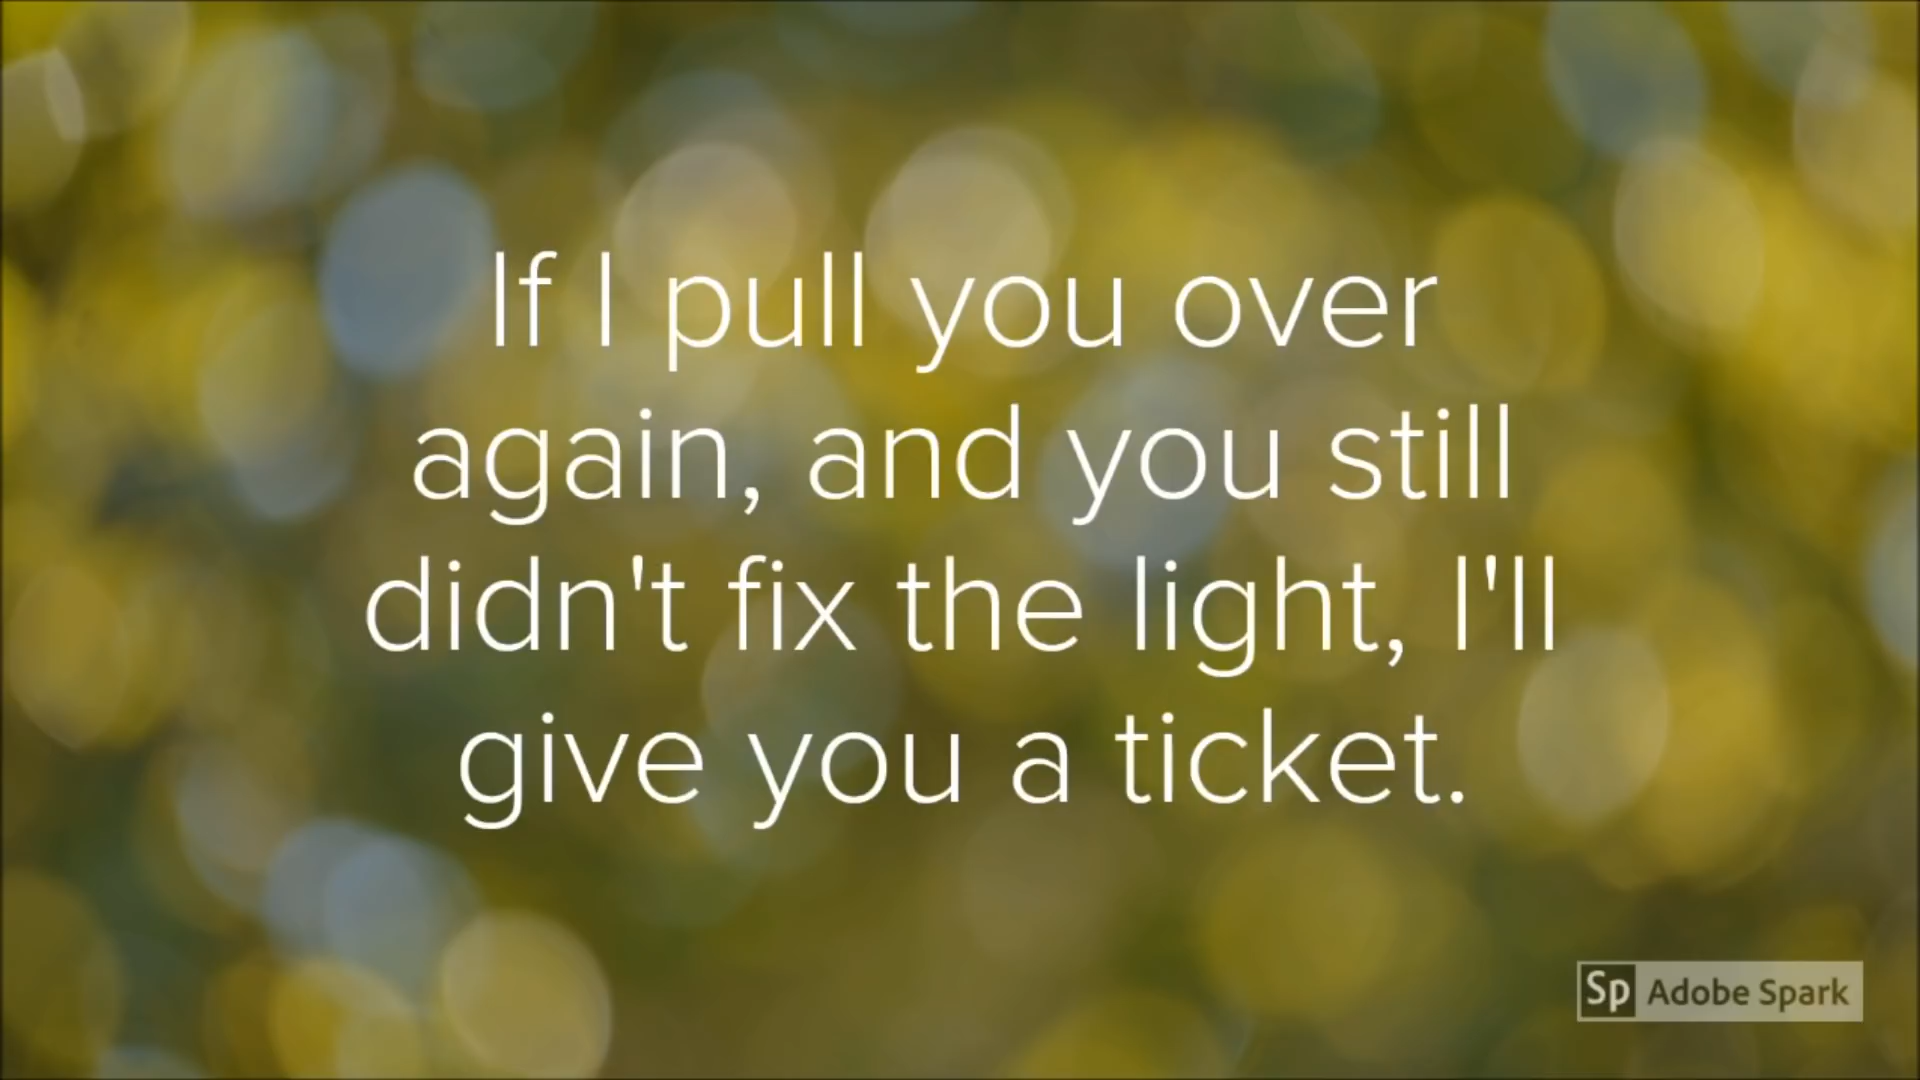 If I pull you over
again, and you still
didn't fix the light, I'll
give you a ticket.
Sp Adobe Spark